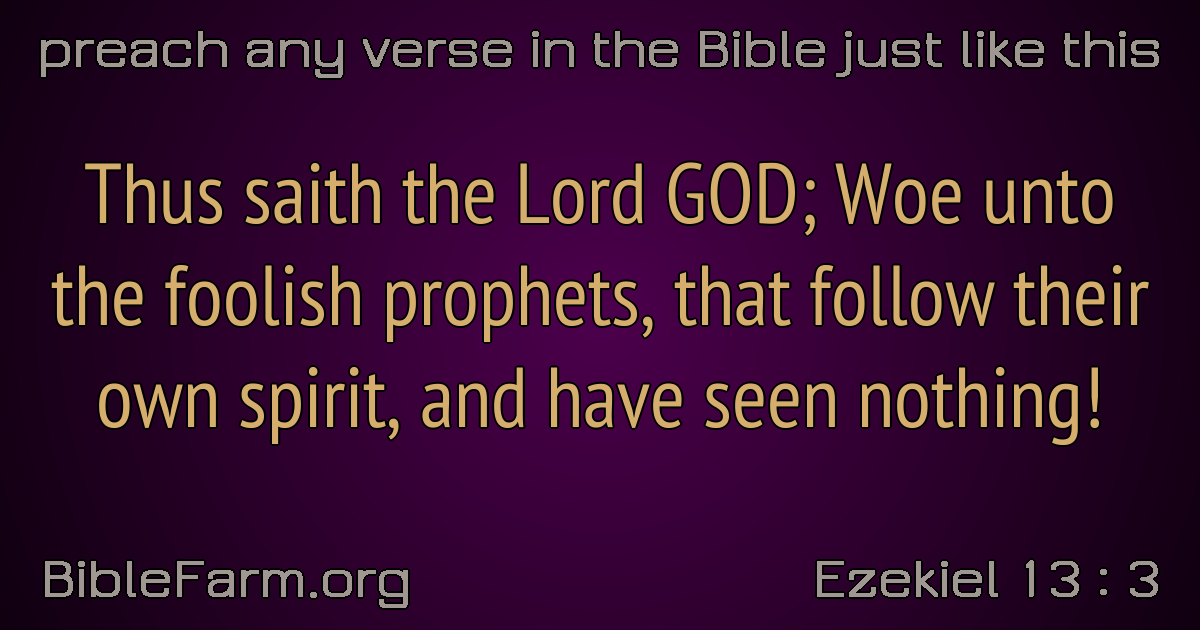 preach any verse in the Bible just like this
Thus saith the Lord GOD; Woe unto
the foolish prophets, that follow their
own spirit, and have seen nothing!
BibleFarm.org
Ezekiel 13 : 3